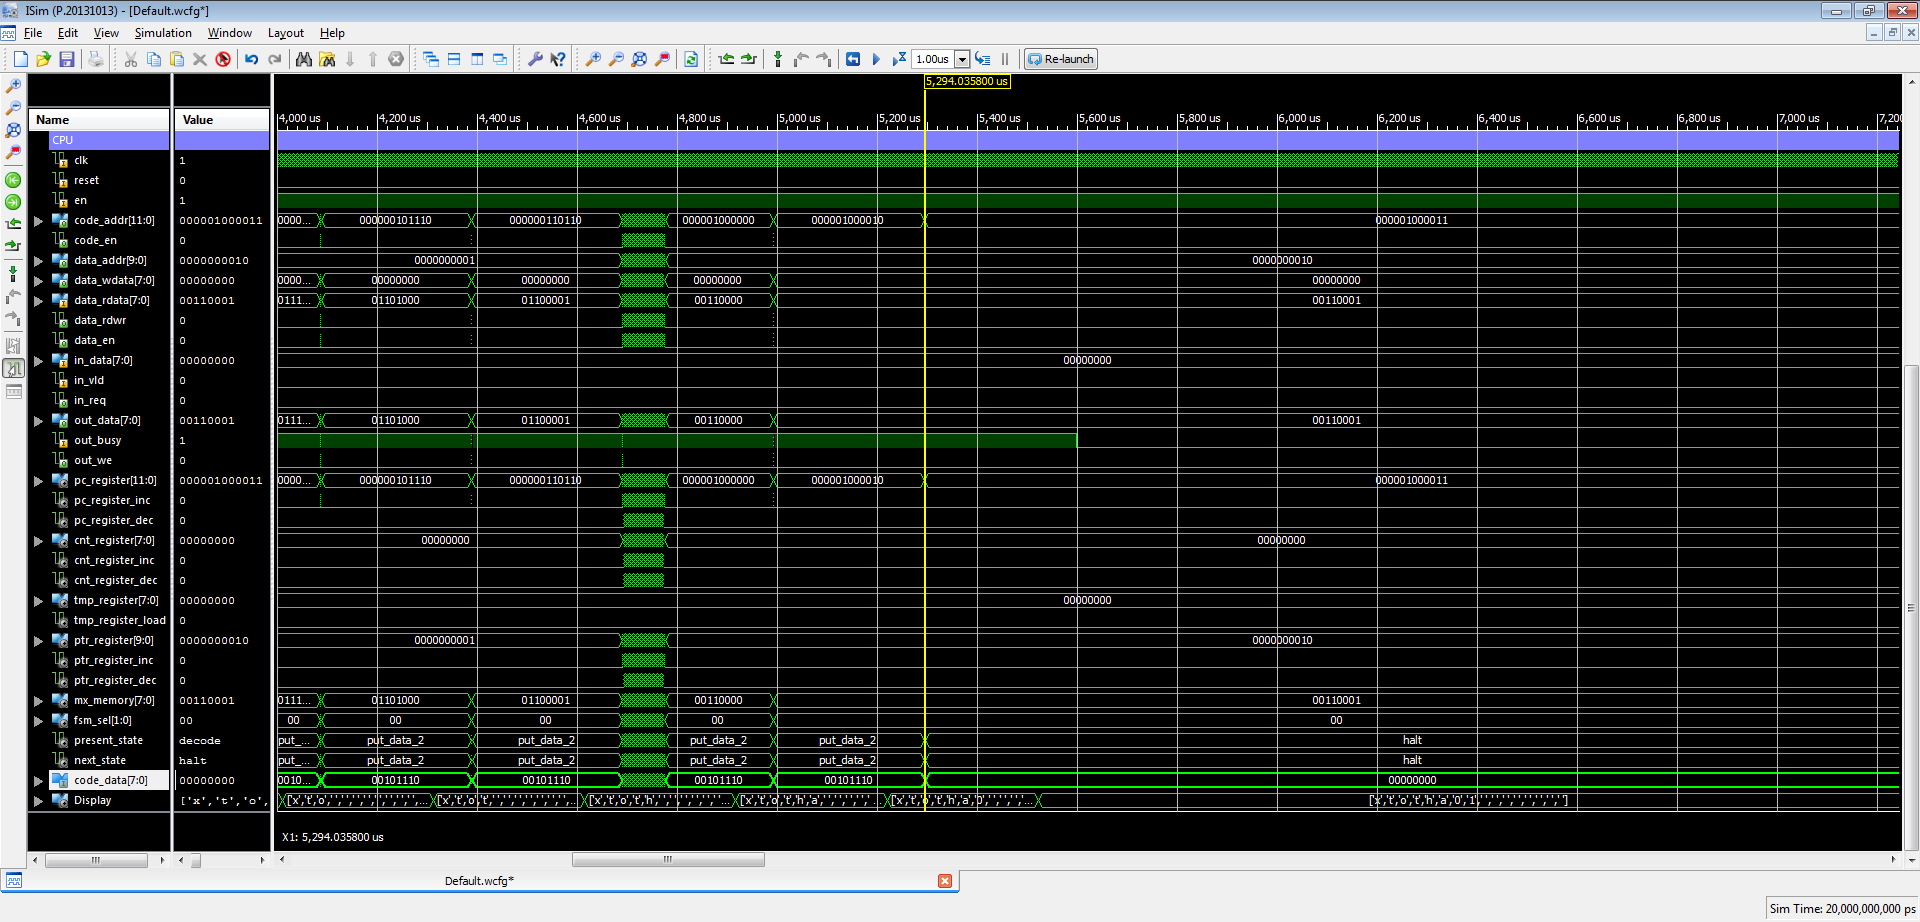 ISim (P.20131013) - [Default.wcfg*]
File Edit View Simulation Window Layout Help
1.00us Re-launch
5,294.035800 us
Name Value 4,000 us 4,200 us 4,400 us 4,600 us 4,800 us 5,000 us 5,200 us 5,400 us 5,600 us 5,800 us 6,000 us 6,200 us 6,400 us 6,600 us 6,800 us 7,000 us 7,200
CPU
clk 1
reset 0
en 1
code_addr[11:0] 000001000011 0000... 000000101110 000000110110 000001000000 000001000010 000001000011
code_en 0
data_addr[9:0] 0000000010 0000000001 0000000010
data_wdata[7:0] 00000000 0000... 00000000 00000000 00000000 00000000
data_rdata[7:0] 00110001 0111... 01101000 01100001 00110000 00110001
data_rdwr 0
data_en 0
in_data[7:0] 00000000 00000000
in_vld 0
in_req 0
out_data[7:0] 00110001 0111... 01101000 01100001 00110000 00110001
out_busy 1
out_we 0
pc_register[11:0] 000001000011 0000... 000000101110 000000110110 000001000000 000001000010 000001000011
pc_register_inc 0
pc_register_dec 0
cnt_register[7:0] 00000000 00000000 00000000
cnt_register_inc 0
cnt_register_dec 0
tmp_register[7:0] 00000000 00000000
tmp_register_load 0
ptr_register[9:0] 0000000010 0000000001 0000000010
ptr_register_inc 0
ptr_register_dec 0
mx_memory[7:0] 00110001 0111... 01101000 01100001 00110000 00110001
fsm_sel[1:0] 00 00 00 00 00 00
present_state decode put_... put_data_2 put_data_2 put_data_2 put_data_2 halt
next_state halt put_... put_data_2 put_data_2 put_data_2 put_data_2 halt
code_data[7:0] 00000000 0010... 00101110 00101110 00101110 00101110 00000000
Display ['x','t','o', ['x','t','o',' ',' ',' ',' ',' ',' ',' ',... ['x','t','o','t',' ',' ',' ',' ',' ',... ['x','t','o','t','h',' ',' ',' ',' ',' '... ['x','t','o','t','h','a',' ',' ',' ',' ',... ['x','t','o','t','h','a','0',' ',' ',' ',... ['x','t','o','t','h','a','0','1',' ',' ',' ',' ',' ',' ',' ',' ']
X1: 5,294.035800 us
Default.wcfg*
Sim Time: 20,000,000,000 ps